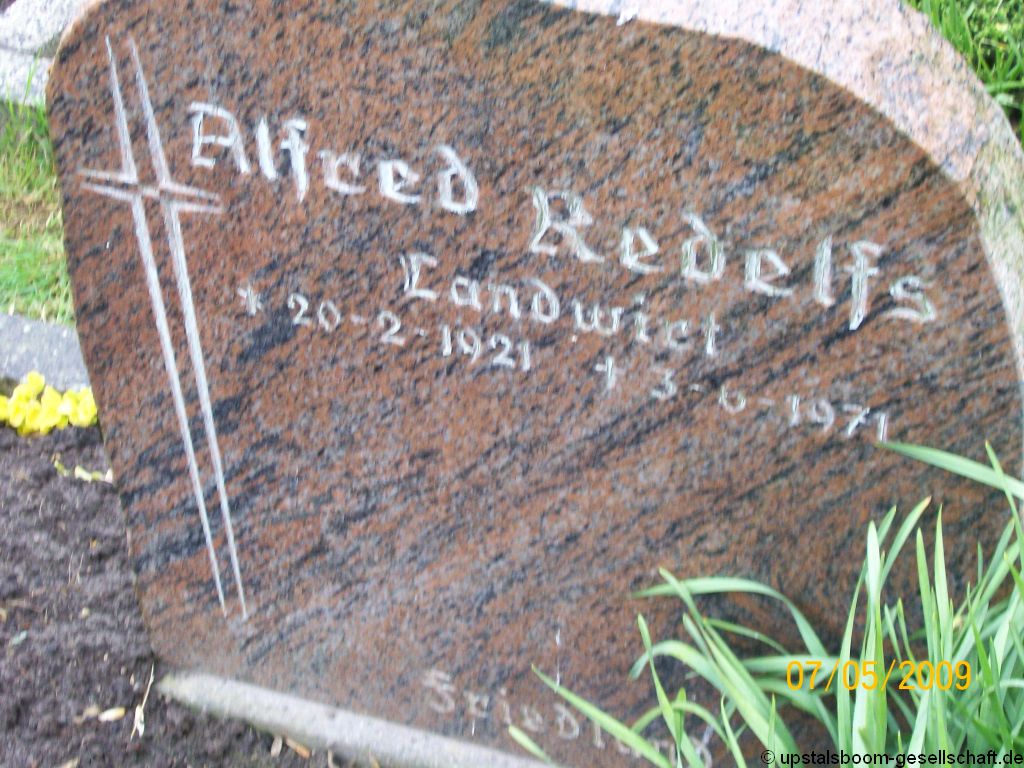 Alfred Redelfs
Landwirt
* 20-2-1921 † 3-6-1971
07/05/2009
© upstalsboom-gesellschaft.de